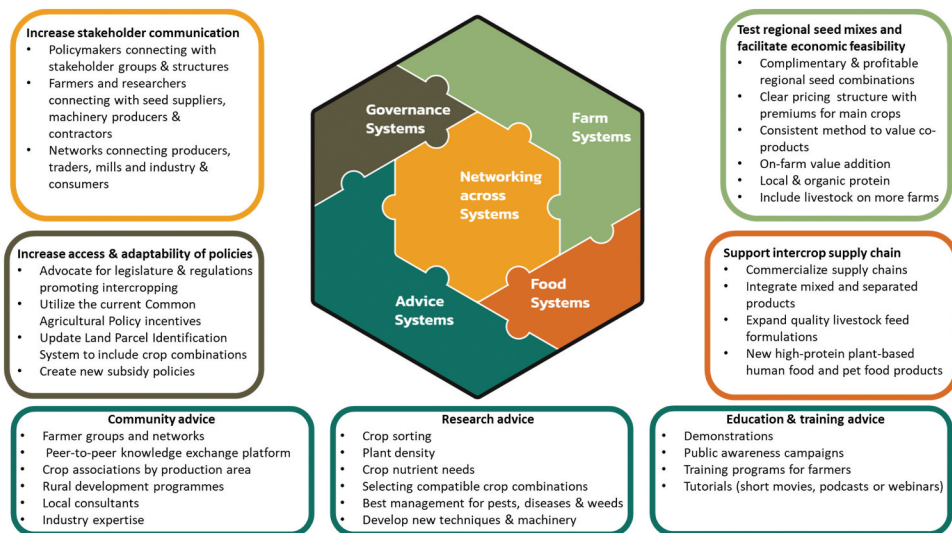 Increase stakeholder communication
• Policymakers connecting with
stakeholder groups & structures
• Farmers and researchers
connecting with seed suppliers,
machinery producers &
contractors
• Networks connecting producers,
traders, mills and industry &
consumers
Increase access & adaptability of policies
• Advocate for legislature & regulations
promoting intercropping
• Utilize the current Common
Agricultural Policy incentives
• Update Land Parcel Identification
System to include crop combinations
• Create new subsidy policies
Governance
Systems
Farm
Systems
Networking
across
Systems
Advice
Systems
Food
Systems
Test regional seed mixes and
facilitate economic feasibility
• Complimentary & profitable
regional seed combinations
• Clear pricing structure with
premiums for main crops
• Consistent method to value co-
products
• On-farm value addition
• Local & organic protein
• Include livestock on more farms
Support intercrop supply chain
• Commercialize supply chains
• Integrate mixed and separated
products
• Expand quality livestock feed
formulations
• New high-protein plant-based
human food and pet food products
Community advice
• Farmer groups and networks
• Peer-to-peer knowledge exchange platform
• Crop associations by production area
• Rural development programmes
• Local consultants
• Industry expertise
Research advice
• Crop sorting
• Plant density
• Crop nutrient needs
• Selecting compatible crop combinations
• Best management for pests, diseases & weeds
• Develop new techniques & machinery
Education & training advice
• Demonstrations
• Public awareness campaigns
• Training programs for farmers
• Tutorials (short movies, podcasts or webinars)